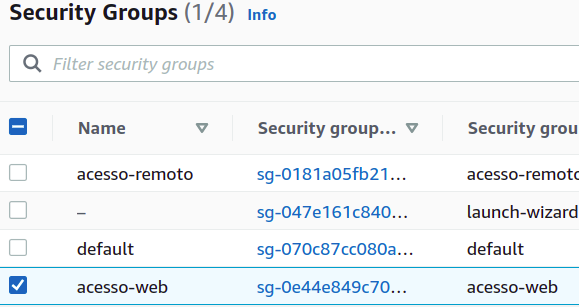 Security Groups (1/4) Info
Filter security groups
Name Security group... Security grou
acesso-remoto sg-0181a05fb21... acesso-remoto
– sg-047e161c840... launch-wizard
default sg-070c87cc080a... default
acesso-web sg-0e44e849c70... acesso-web